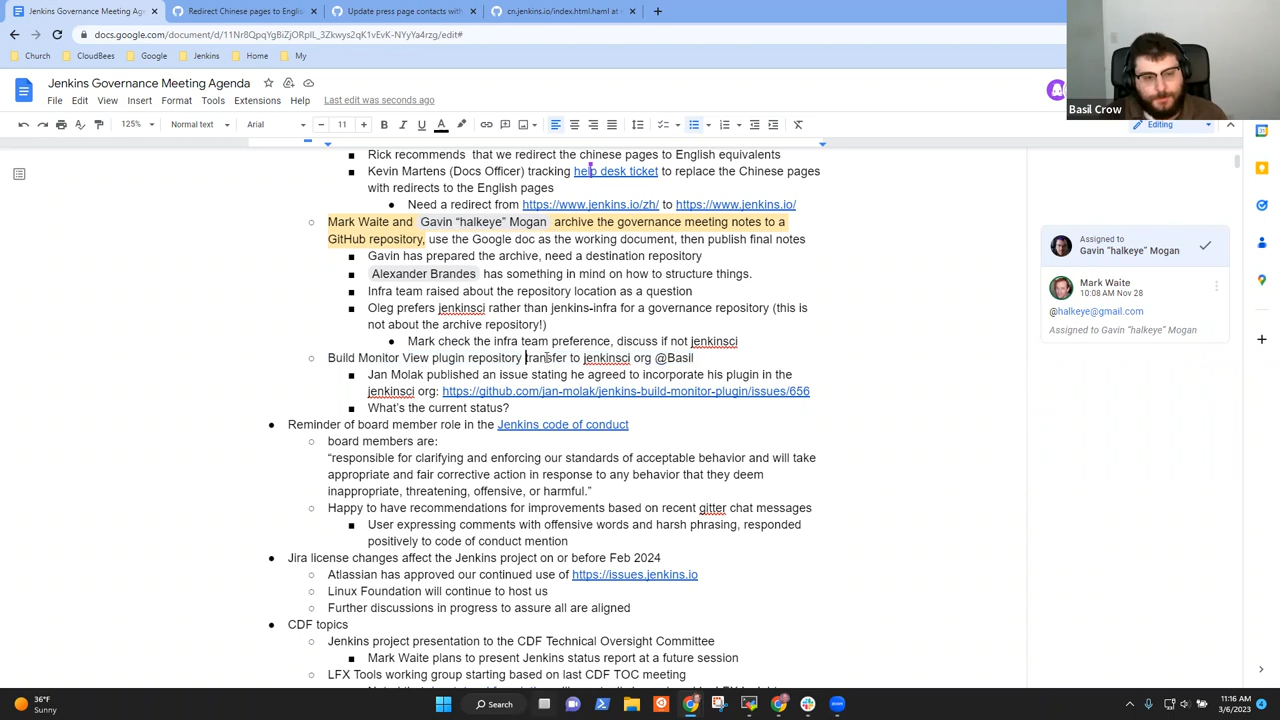 Jenkins Governance Meeting Age
Redirect Chinese pages to English
Update stop press page contacts with
cn.jenkins.io/index.html.haml at
docs.google.com/document/d/
Church
CloudBees
Google
Jenkins
Home
My
Jenkins Governance Meeting Agenda
File Edit View Insert Format Tools Extensions Help Last edit was seconds ago
125% Normal text Arial 11 Editing
Basil Crow
Rick recommends that we redirect the chinese pages to English equivalents
Kevin Martens (Docs Officer) tracking help desk ticket to replace the Chinese pages
with redirects to the English pages
Need a redirect from https://www.jenkins.io/zh/ to https://www.jenkins.io/
Mark Waite and Gavin “halkeye” Mogan archive the governance meeting notes to a
GitHub repository, use the Google doc as the working document, then publish final notes
Gavin has prepared the archive, need a destination repository
Alexander Brandes has something in mind on how to structure things.
Infra team raised about the repository location as a question
Oleg prefers jenkinsci rather than jenkins-infra for a governance repository (this is
not about the archive repository!)
Mark check the infra team preference, discuss if not jenkinsci
Build Monitor View plugin repository transfer to jenkinsci org @Basil
Jan Molak published an issue stating he agreed to incorporate his plugin in the
jenkinsci org: https://github.com/jan-molak/jenkins-build-monitor-plugin/issues/656
What's the current status?
Reminder of board member role in the Jenkins code of conduct
board members are:
“responsible for clarifying and enforcing our standards of acceptable behavior and will take
appropriate and fair corrective action in response to any behavior that they deem
inappropriate, threatening, offensive, or harmful.”
Happy to have recommendations for improvements based on recent gitter chat messages
User expressing comments with offensive words and harsh phrasing, responded
positively to code of conduct mention
Jira license changes affect the Jenkins project on or before Feb 2024
Atlassian has approved our continued use of https://issues.jenkins.io
Linux Foundation will continue to host us
Further discussions in progress to assure all are aligned
CDF topics
Jenkins project presentation to the CDF Technical Oversight Committee
Mark Waite plans to present Jenkins status report at a future session
LFX Tools working group starting based on last CDF TOC meeting
Assigned to
Gavin “halkeye” Mogan
Mark Waite
10:08 AM Nov 28
@halkeye@gmail.com
Assigned to Gavin “halkeye” Mogan
36°F
Sunny
Search
11:16 AM
3/6/2023
4